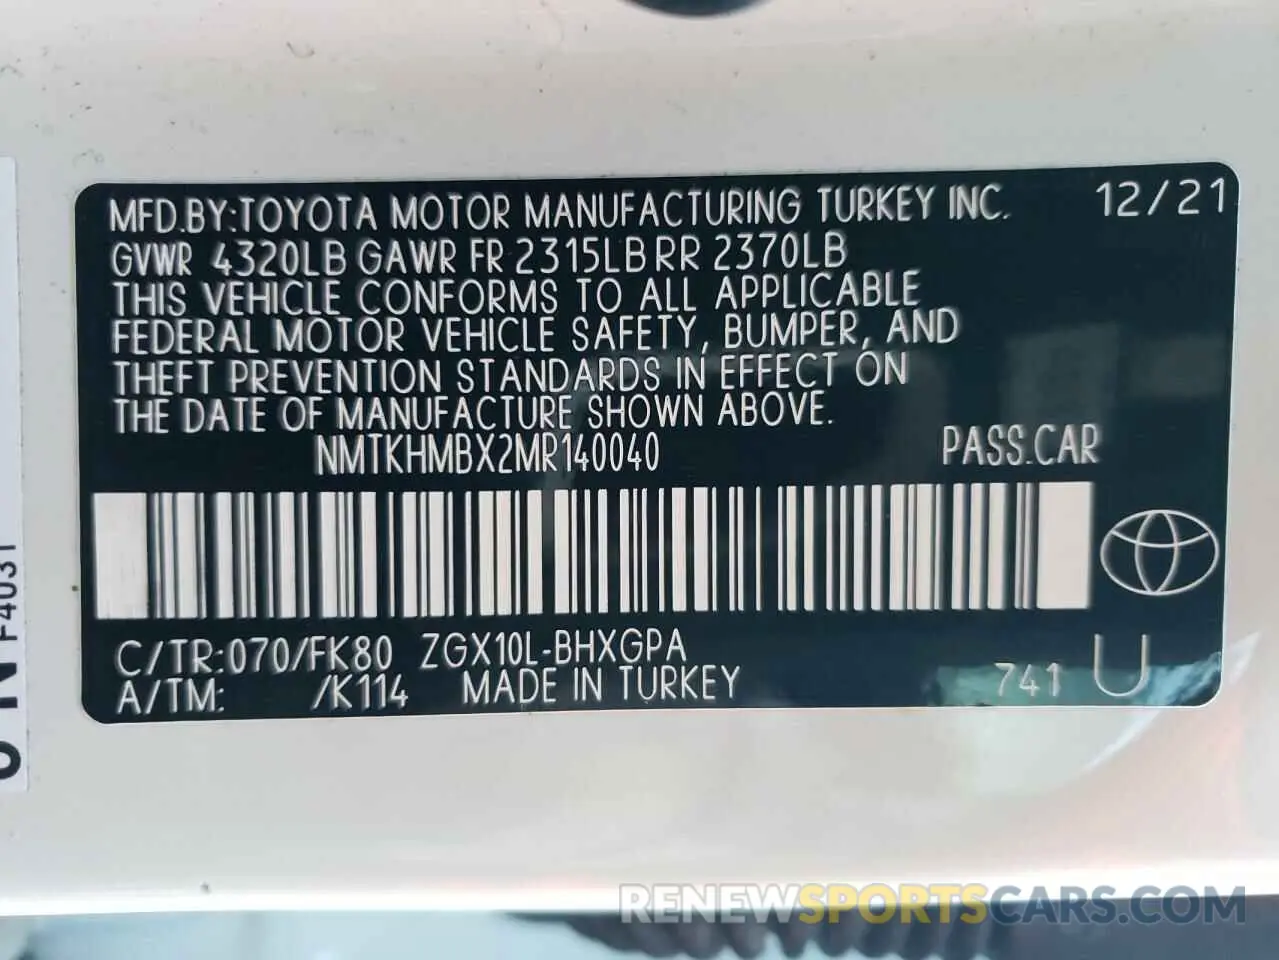 MFD.BY:TOYOTA MOTOR MANUFACTURING TURKEY INC. 12/21
GVWR 4320LB GAWR FR 2315LB RR 2370LB
THIS VEHICLE CONFORMS TO ALL APPLICABLE
FEDERAL MOTOR VEHICLE SAFETY, BUMPER, AND
THEFT PREVENTION STANDARDS IN EFFECT ON
THE DATE OF MANUFACTURE SHOWN ABOVE.
NMTKHMBX2MR140040 PASS.CAR
C/TR:070/FK80 ZGX10L-BHXGPA
A/TM: /K114 MADE IN TURKEY 741 U
F4031
RENEWSPORTSCARS.COM